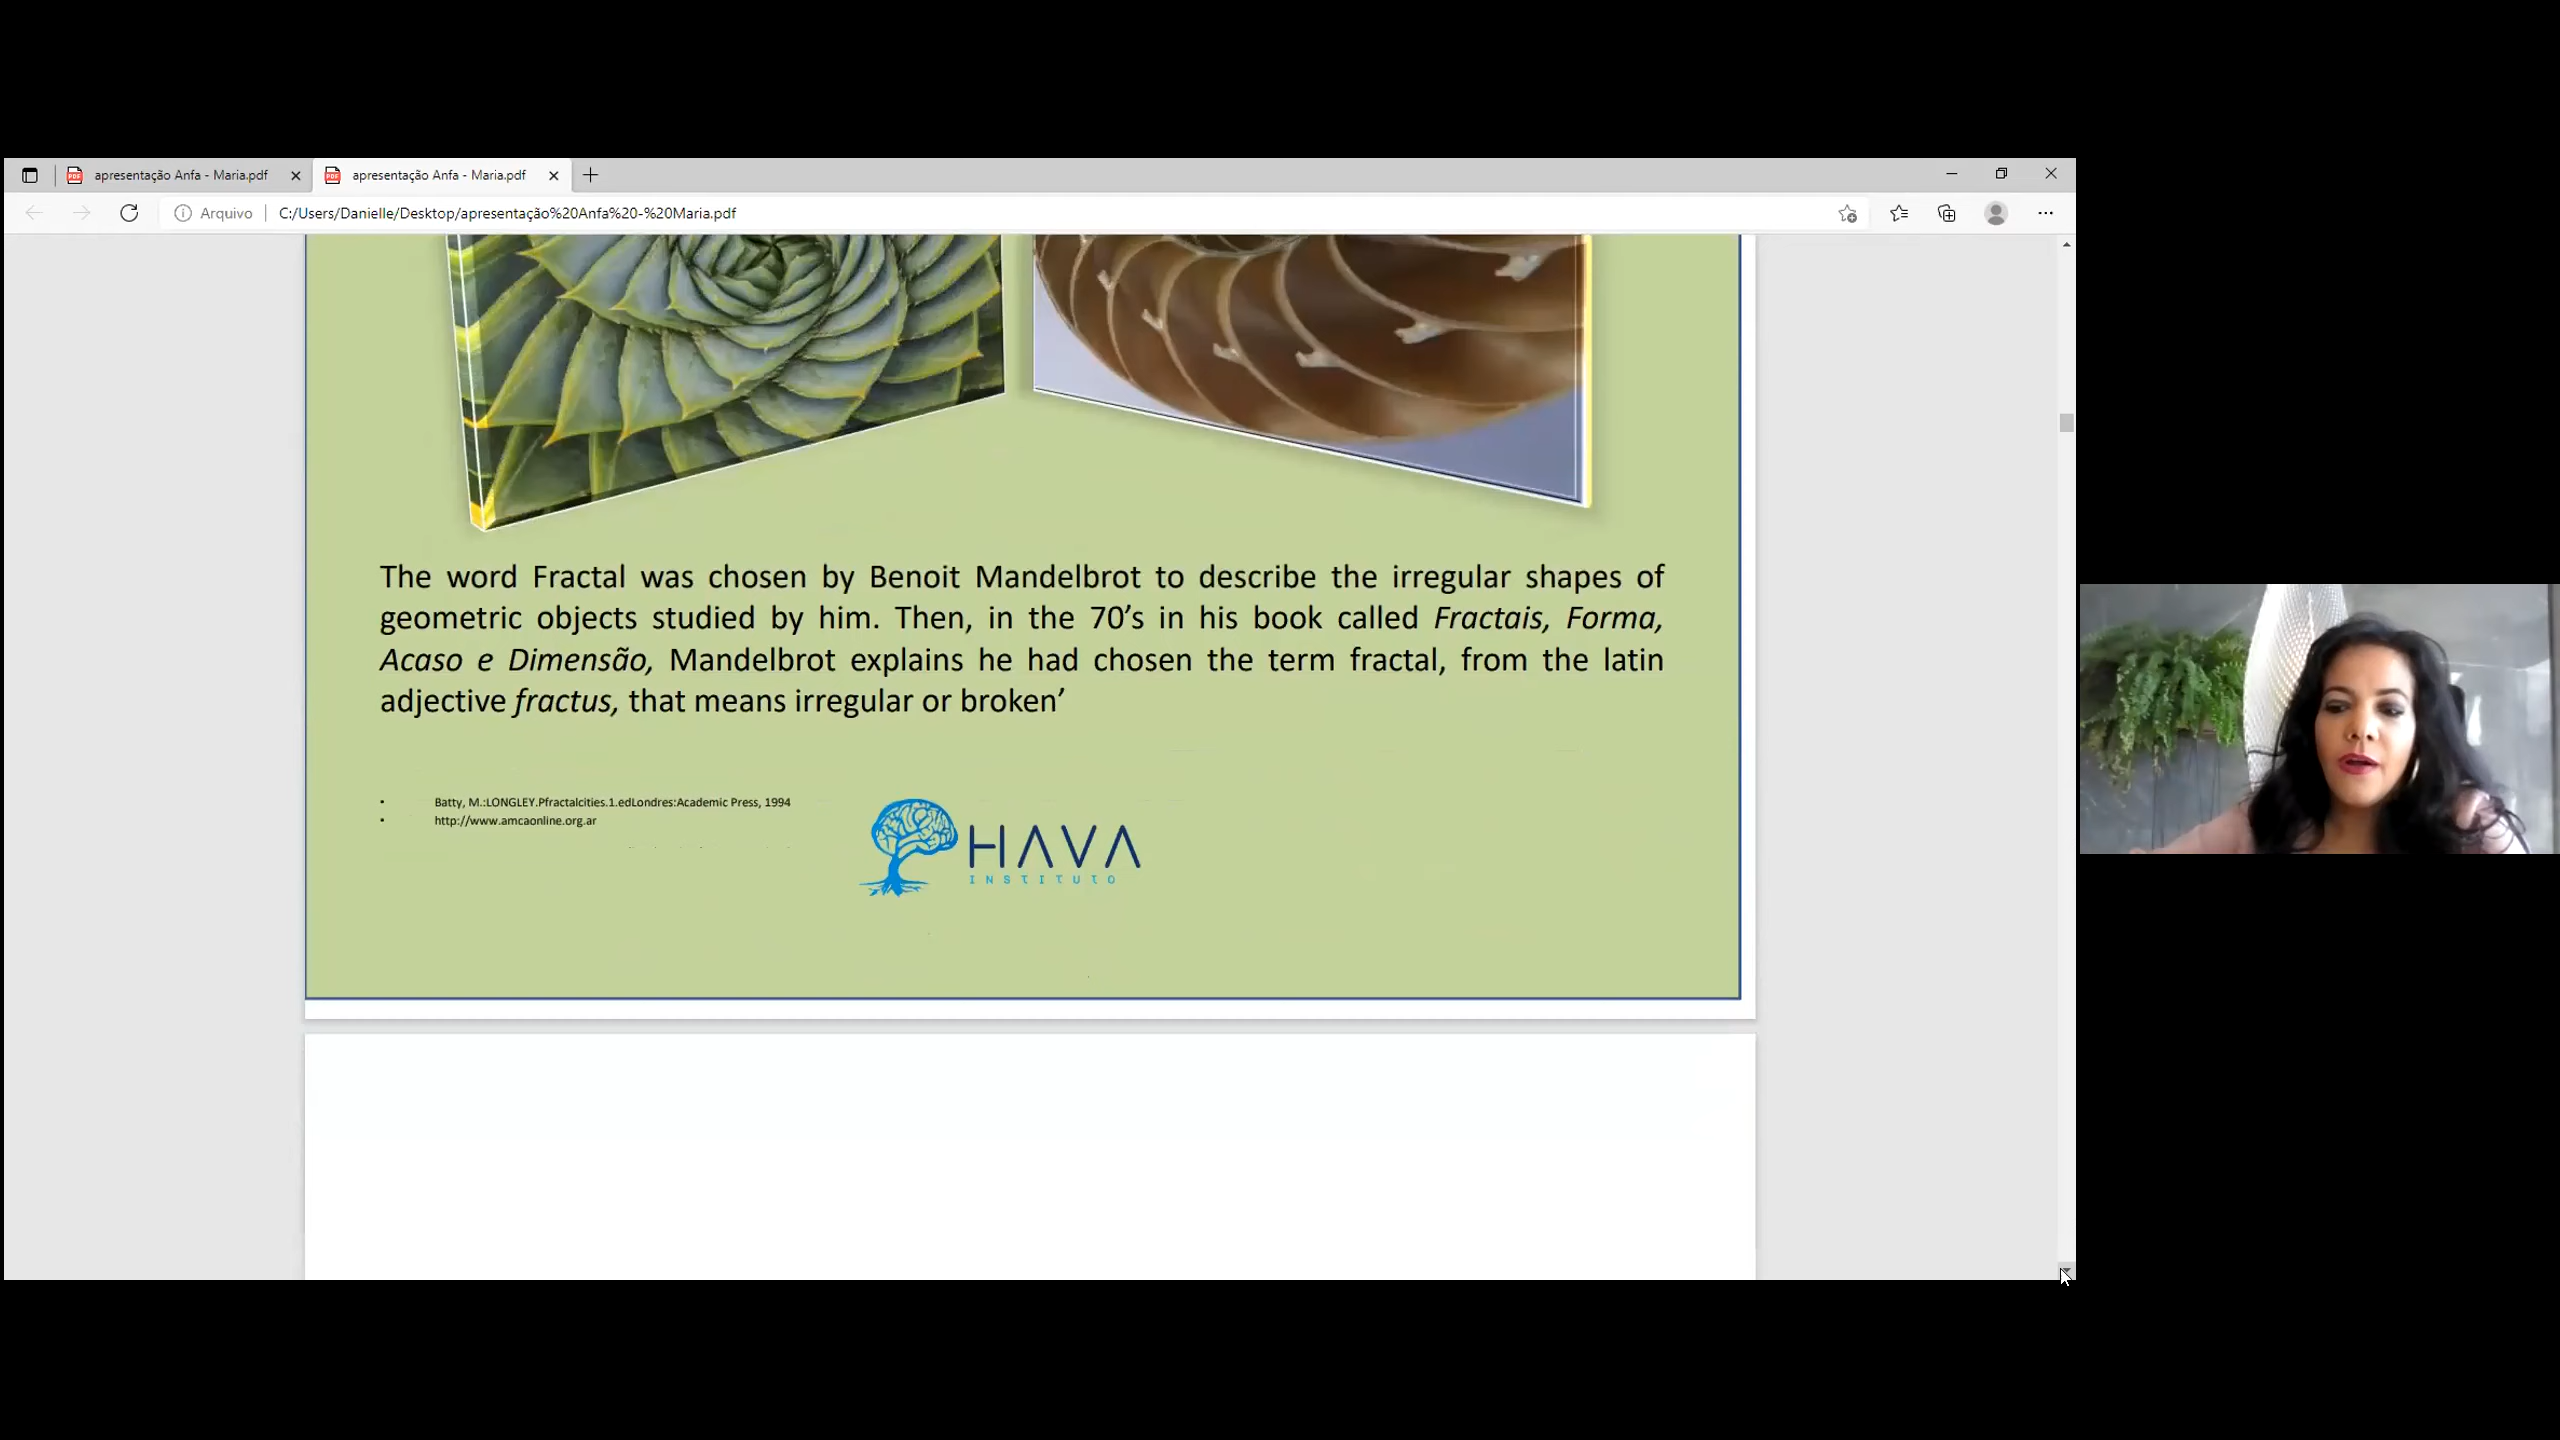 apresentação Anfa - Maria.pdf
apresentação Anfa - Maria.pdf
Arquivo
C:/Users/Danielle/Desktop/apresentação%20Anfa%20-%20Maria.pdf
The word Fractal was chosen by Benoit Mandelbrot to describe the irregular shapes of
geometric objects studied by him. Then, in the 70’s in his book called Fractais, Forma,
Acaso e Dimensão, Mandelbrot explains he had chosen the term fractal, from the latin
adjective fractus, that means irregular or broken’
• Batty, M.:LONGLEY.Pfractalcities.1.edLondres:Academic Press, 1994
• http://www.amcaonline.org.ar
HAVA
INSTITUTO